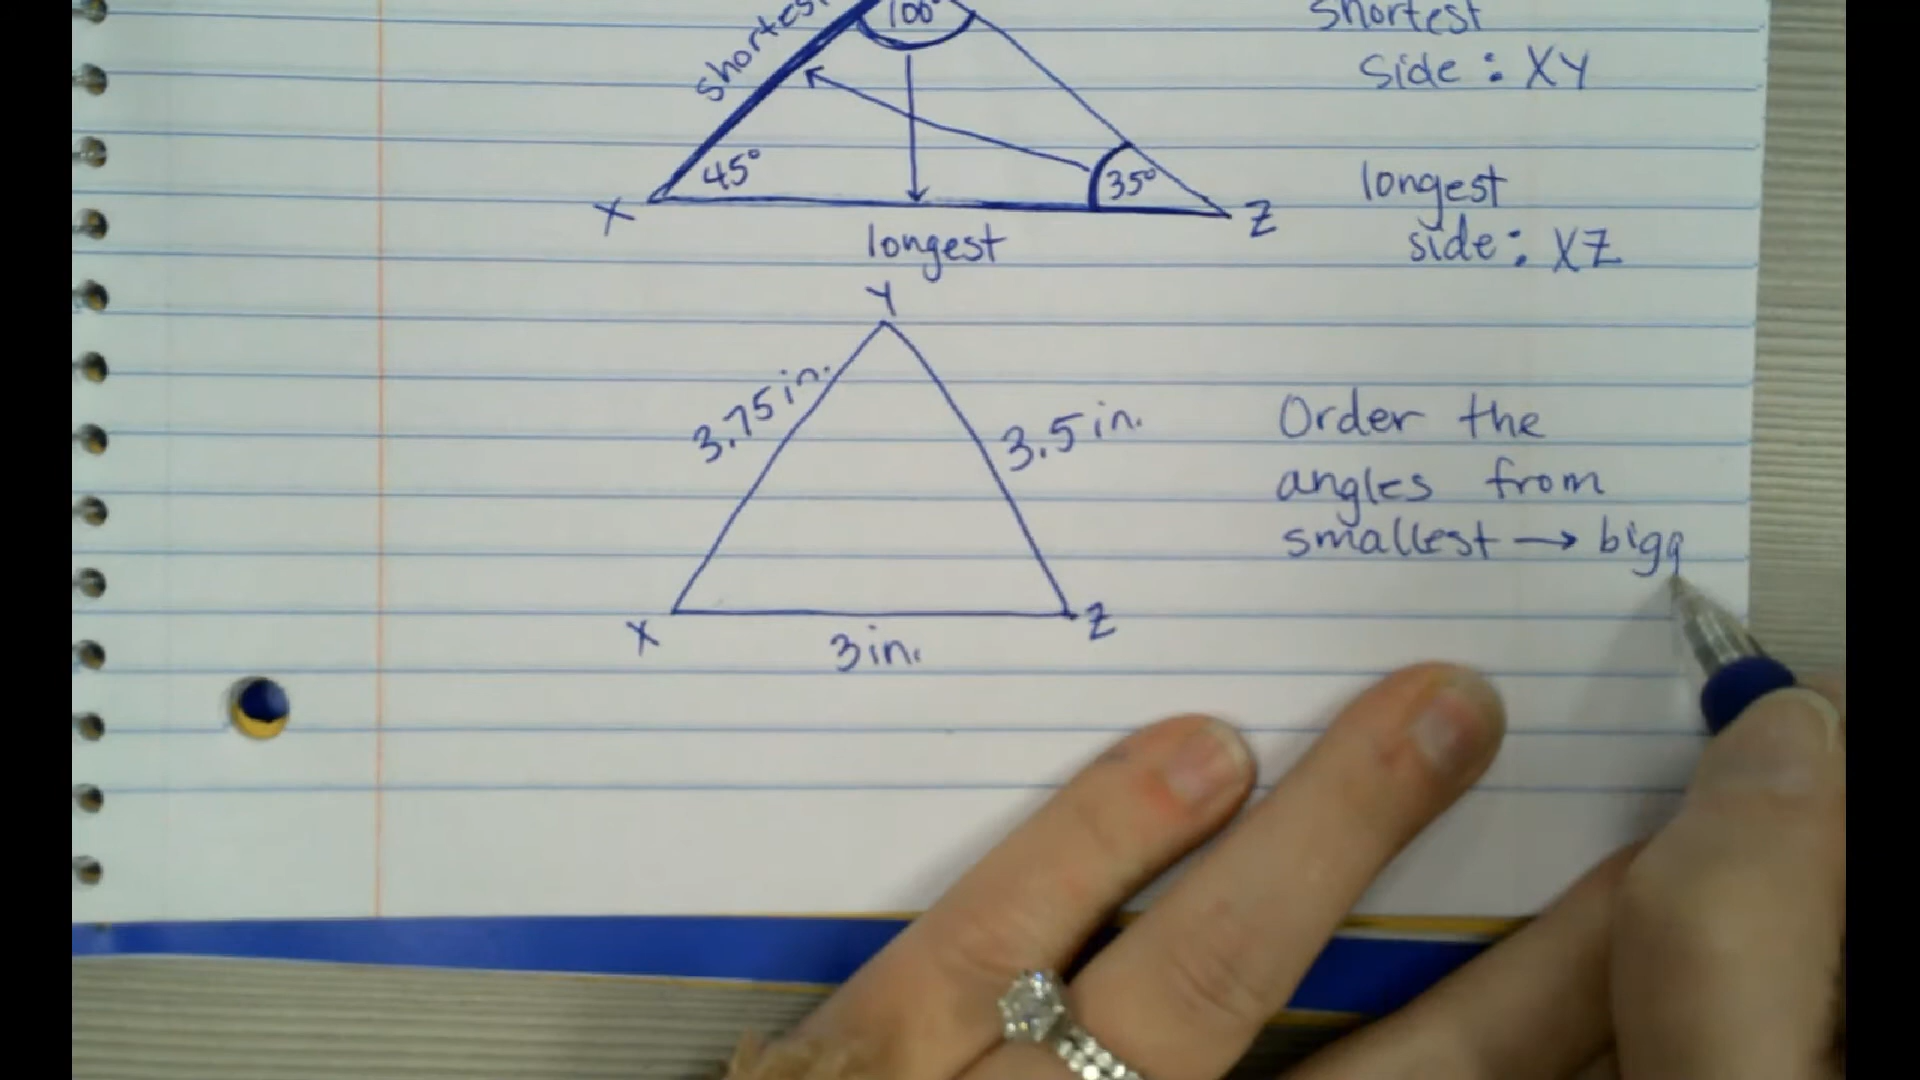 shortest
100°
Shortest
side: XY
45°
35°
X
Z
longest
longest
side: XZ
Y
3.75 in.
3.5 in.
Order the
angles from
smallest → bigg
X
Z
3 in.